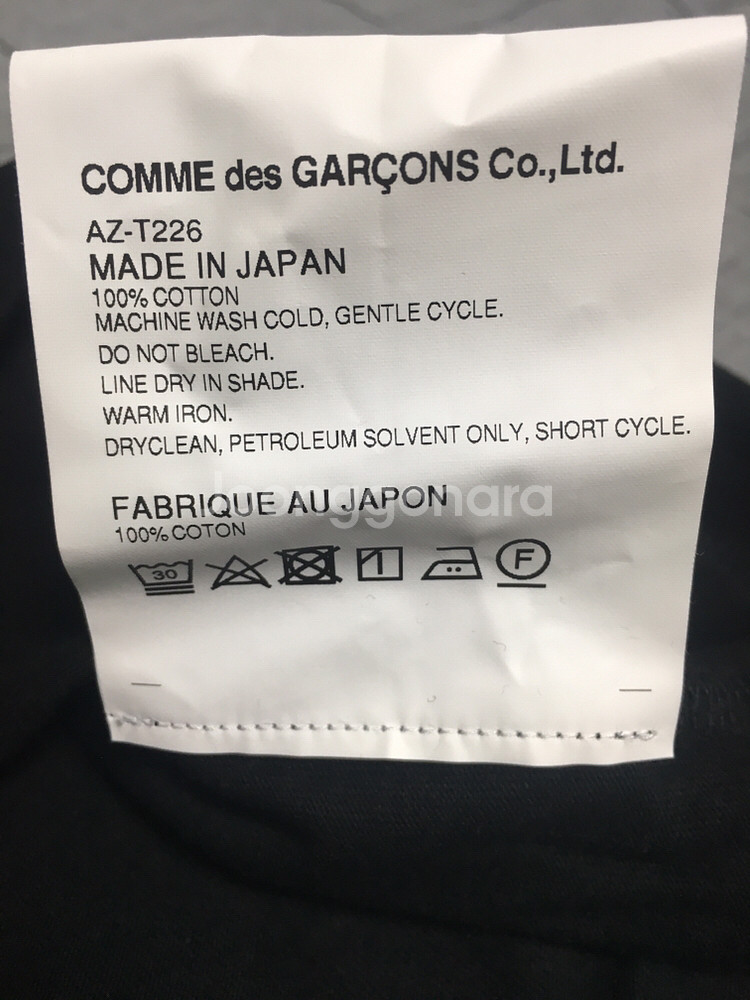 COMME des GARÇONS Co.,Ltd.
AZ-T226
MADE IN JAPAN
100% COTTON
MACHINE WASH COLD, GENTLE CYCLE.
DO NOT BLEACH.
LINE DRY IN SHADE.
WARM IRON.
DRYCLEAN, PETROLEUM SOLVENT ONLY, SHORT CYCLE.
FABRIQUE AU JAPON
100% COTON
30
F